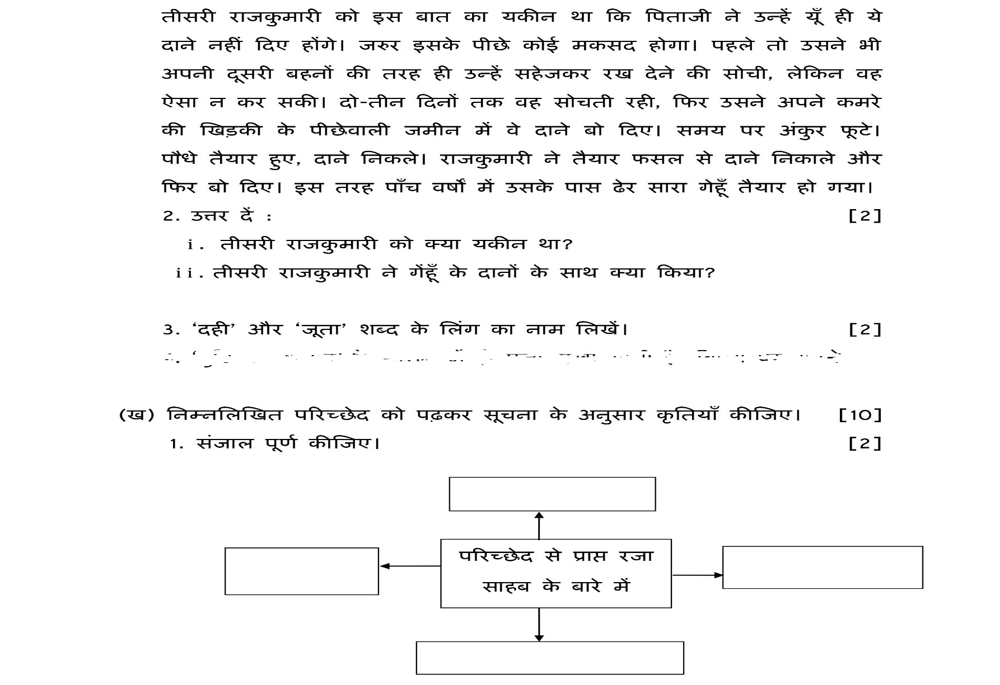 तीसरी राजकुमारी को इस बात का यकीन था कि पिताजी ने उन्हें यूँ ही ये
दाने नहीं दिए होंगे। जरुर इसके पीछे कोई मकसद होगा। पहले तो उसने भी
अपनी दूसरी बहनों की तरह ही उन्हें सहेजकर रख देने की सोची, लेकिन वह
ऐसा न कर सकी। दो-तीन दिनों तक वह सोचती रही, फिर उसने अपने कमरे
की खिड़की के पीछेवाली जमीन में वे दाने बो दिए। समय पर अंकुर फूटे।
पौधे तैयार हुए, दाने निकले। राजकुमारी ने तैयार फसल से दाने निकाले और
फिर बो दिए। इस तरह पाँच वर्षों में उसके पास ढेर सारा गेहूँ तैयार हो गया।
2. उत्तर दें : [2]
i. तीसरी राजकुमारी को क्या यकीन था?
ii. तीसरी राजकुमारी ने गेंहूँ के दानों के साथ क्या किया?
3. ‘दही’ और ‘जूता’ शब्द के लिंग का नाम लिखें। [2]
(ख) निम्नलिखित परिच्छेद को पढ़कर सूचना के अनुसार कृतियाँ कीजिए। [10]
1. संजाल पूर्ण कीजिए। [2]
परिच्छेद से प्राप्त रजा
साहब के बारे में